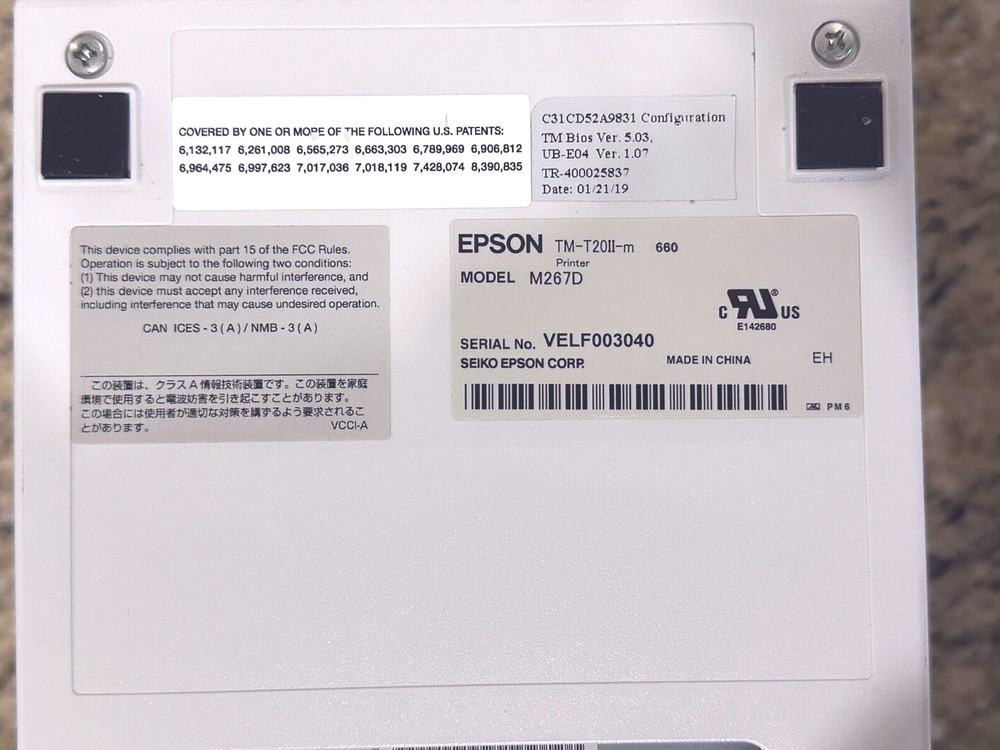 COVERED BY ONE OR MORE OF THE FOLLOWING U.S. PATENTS:
6,132,117 6,261,008 6,565,273 6,663,303 6,789,969 6,906,812
6,964,475 6,997,623 7,017,036 7,018,119 7,428,074 8,390,835
C31CD52A9831 Configuration
TM Bios Ver. 5.03,
UB-E04 Ver. 1.07
TR-400025837
Date: 01/21/19
This device complies with part 15 of the FCC Rules.
Operation is subject to the following two conditions:
(1) This device may not cause harmful interference, and
(2) this device must accept any interference received,
including interference that may cause undesired operation.
CAN ICES - 3 ( A ) / NMB - 3 ( A )
この装置は、クラス A 情報技術装置です。この装置を家庭
環境で使用すると電波妨害を引き起こすことがあります。
この場合には使用者が適切な対策を講ずるよう要求されるこ
とがあります。
VCCI-A
EPSON TM-T20II-m 660
Printer
MODEL M267D
C RU ® US
E142680
SERIAL No. VELF003040
SEIKO EPSON CORP. MADE IN CHINA EH
PM6